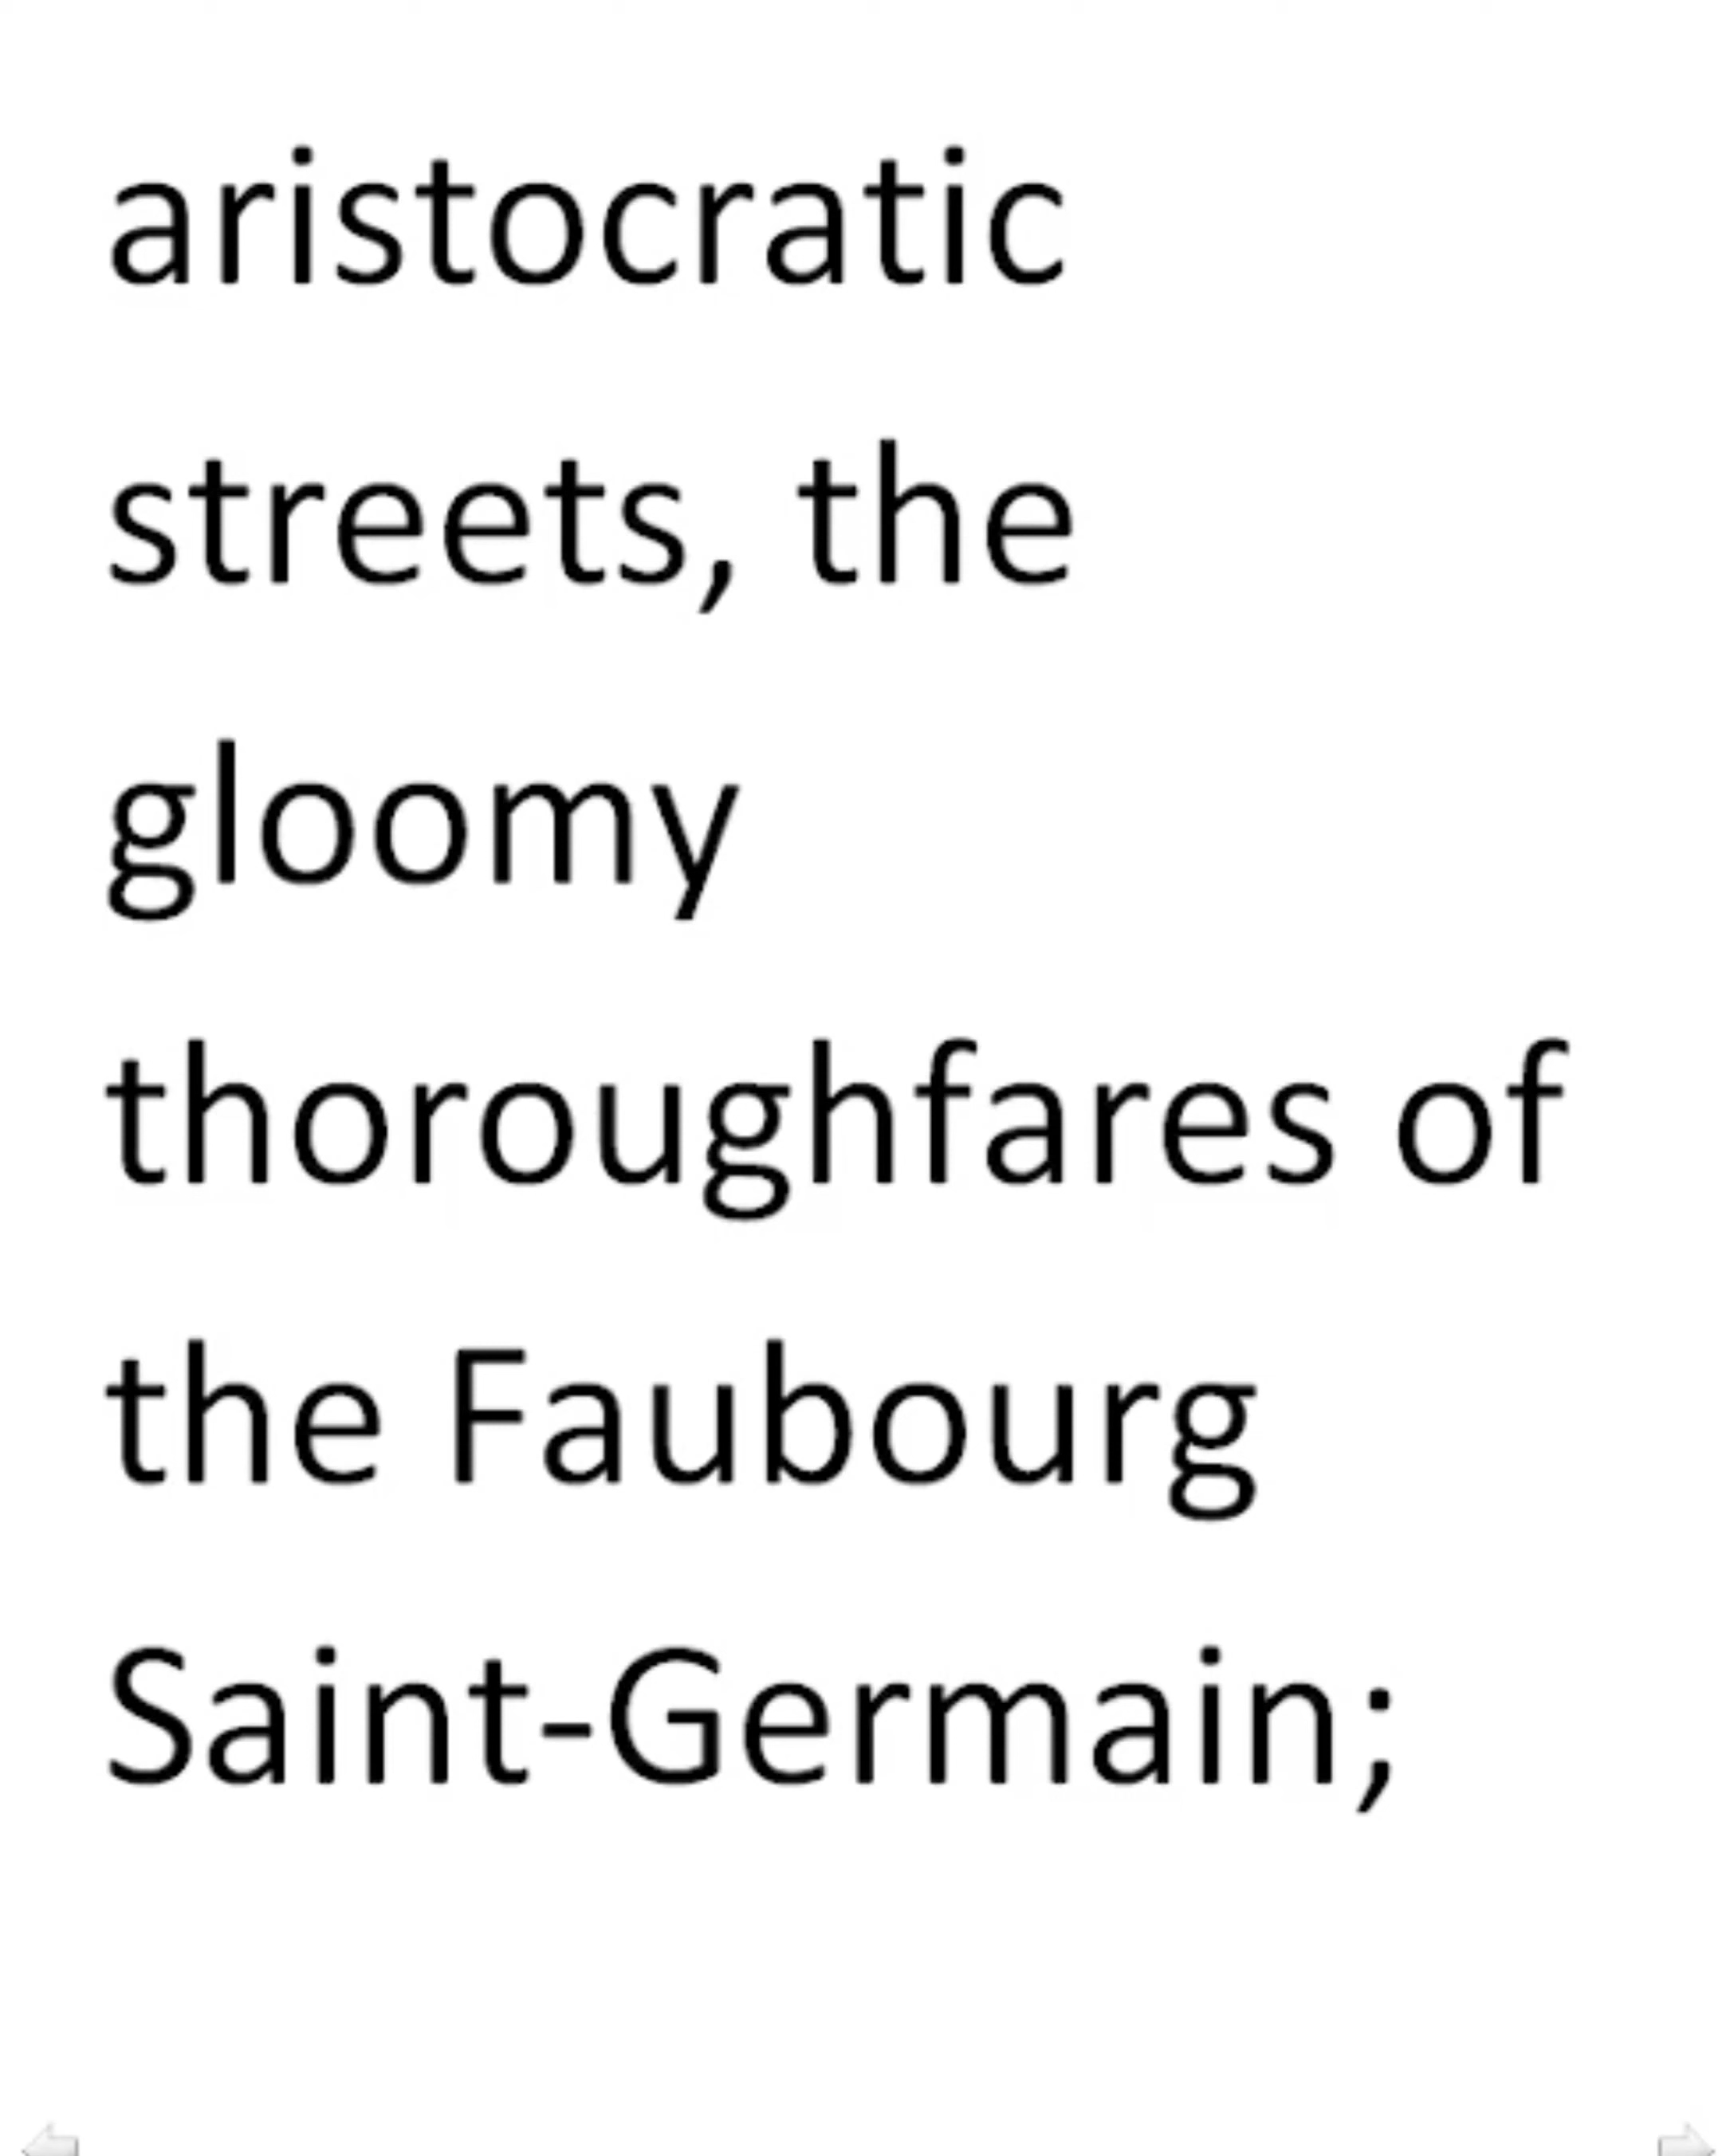 aristocratic
streets, the
gloomy
thoroughfares of
the Faubourg
Saint-Germain;